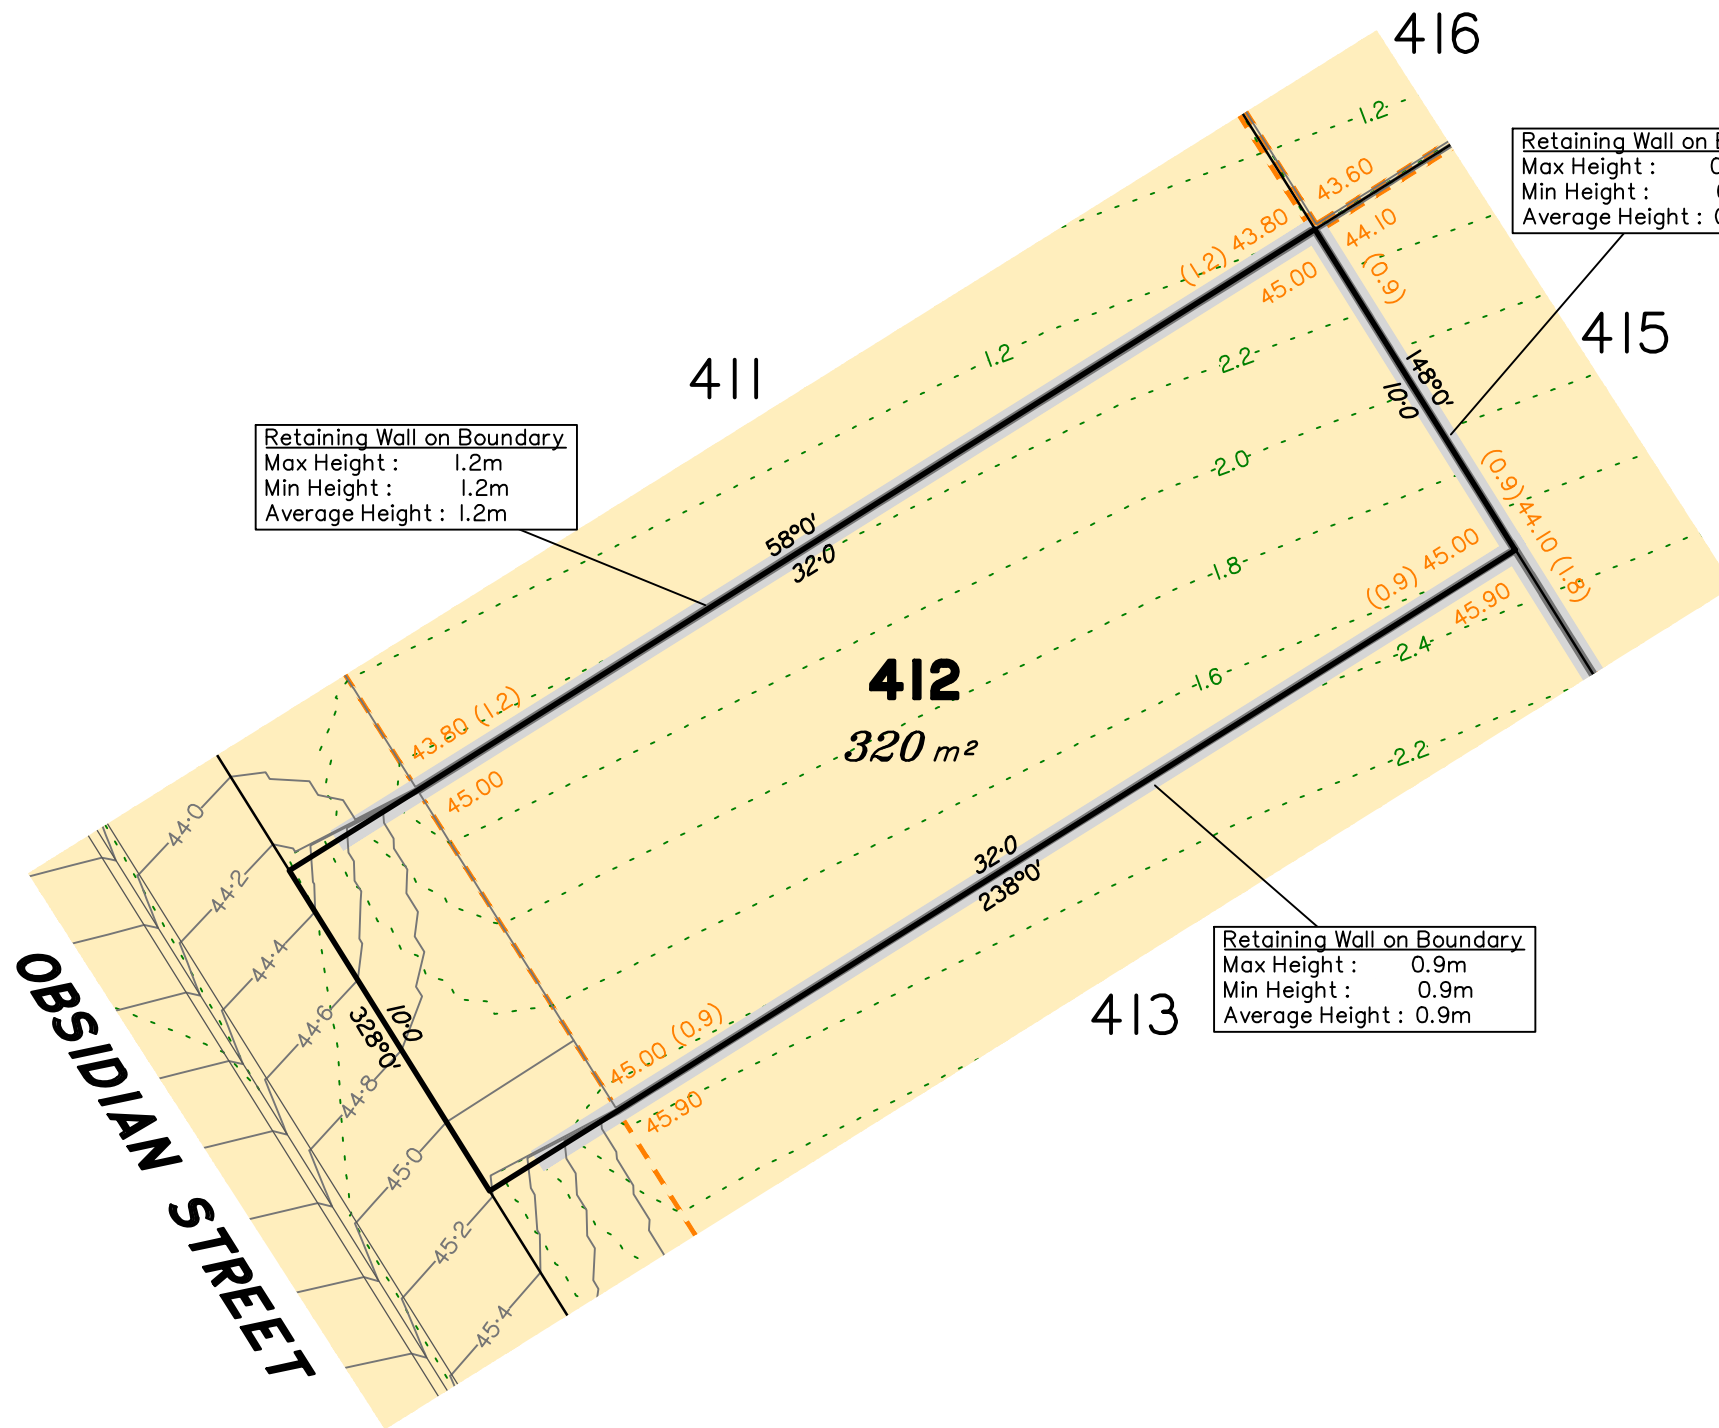 416
1.2
Retaining Wall on
Max Height :
Min Height :
Average Height :
43.60
(1.2) 43.80
44.10
(0.9)
45.00
415
1.2
2.2
411
148°0'
10·0
Retaining Wall on Boundary
Max Height : 1.2m
Min Height : 1.2m
Average Height : 1.2m
2.0
(0.9) 44.10 (1.8)
58°0'
32·0
(0.9) 45.00
1.8
45.90
2.4
412
1.6
320 m²
43.80 (1.2)
2.2
45.00
44·0
32·0
238°0'
44·2
44·4
Retaining Wall on Boundary
Max Height : 0.9m
Min Height : 0.9m
Average Height : 0.9m
413
44·6
10·0
328°0'
45.00 (0.9)
44·8
45.90
45·0
45·2
45·4
OBSIDIAN STREET